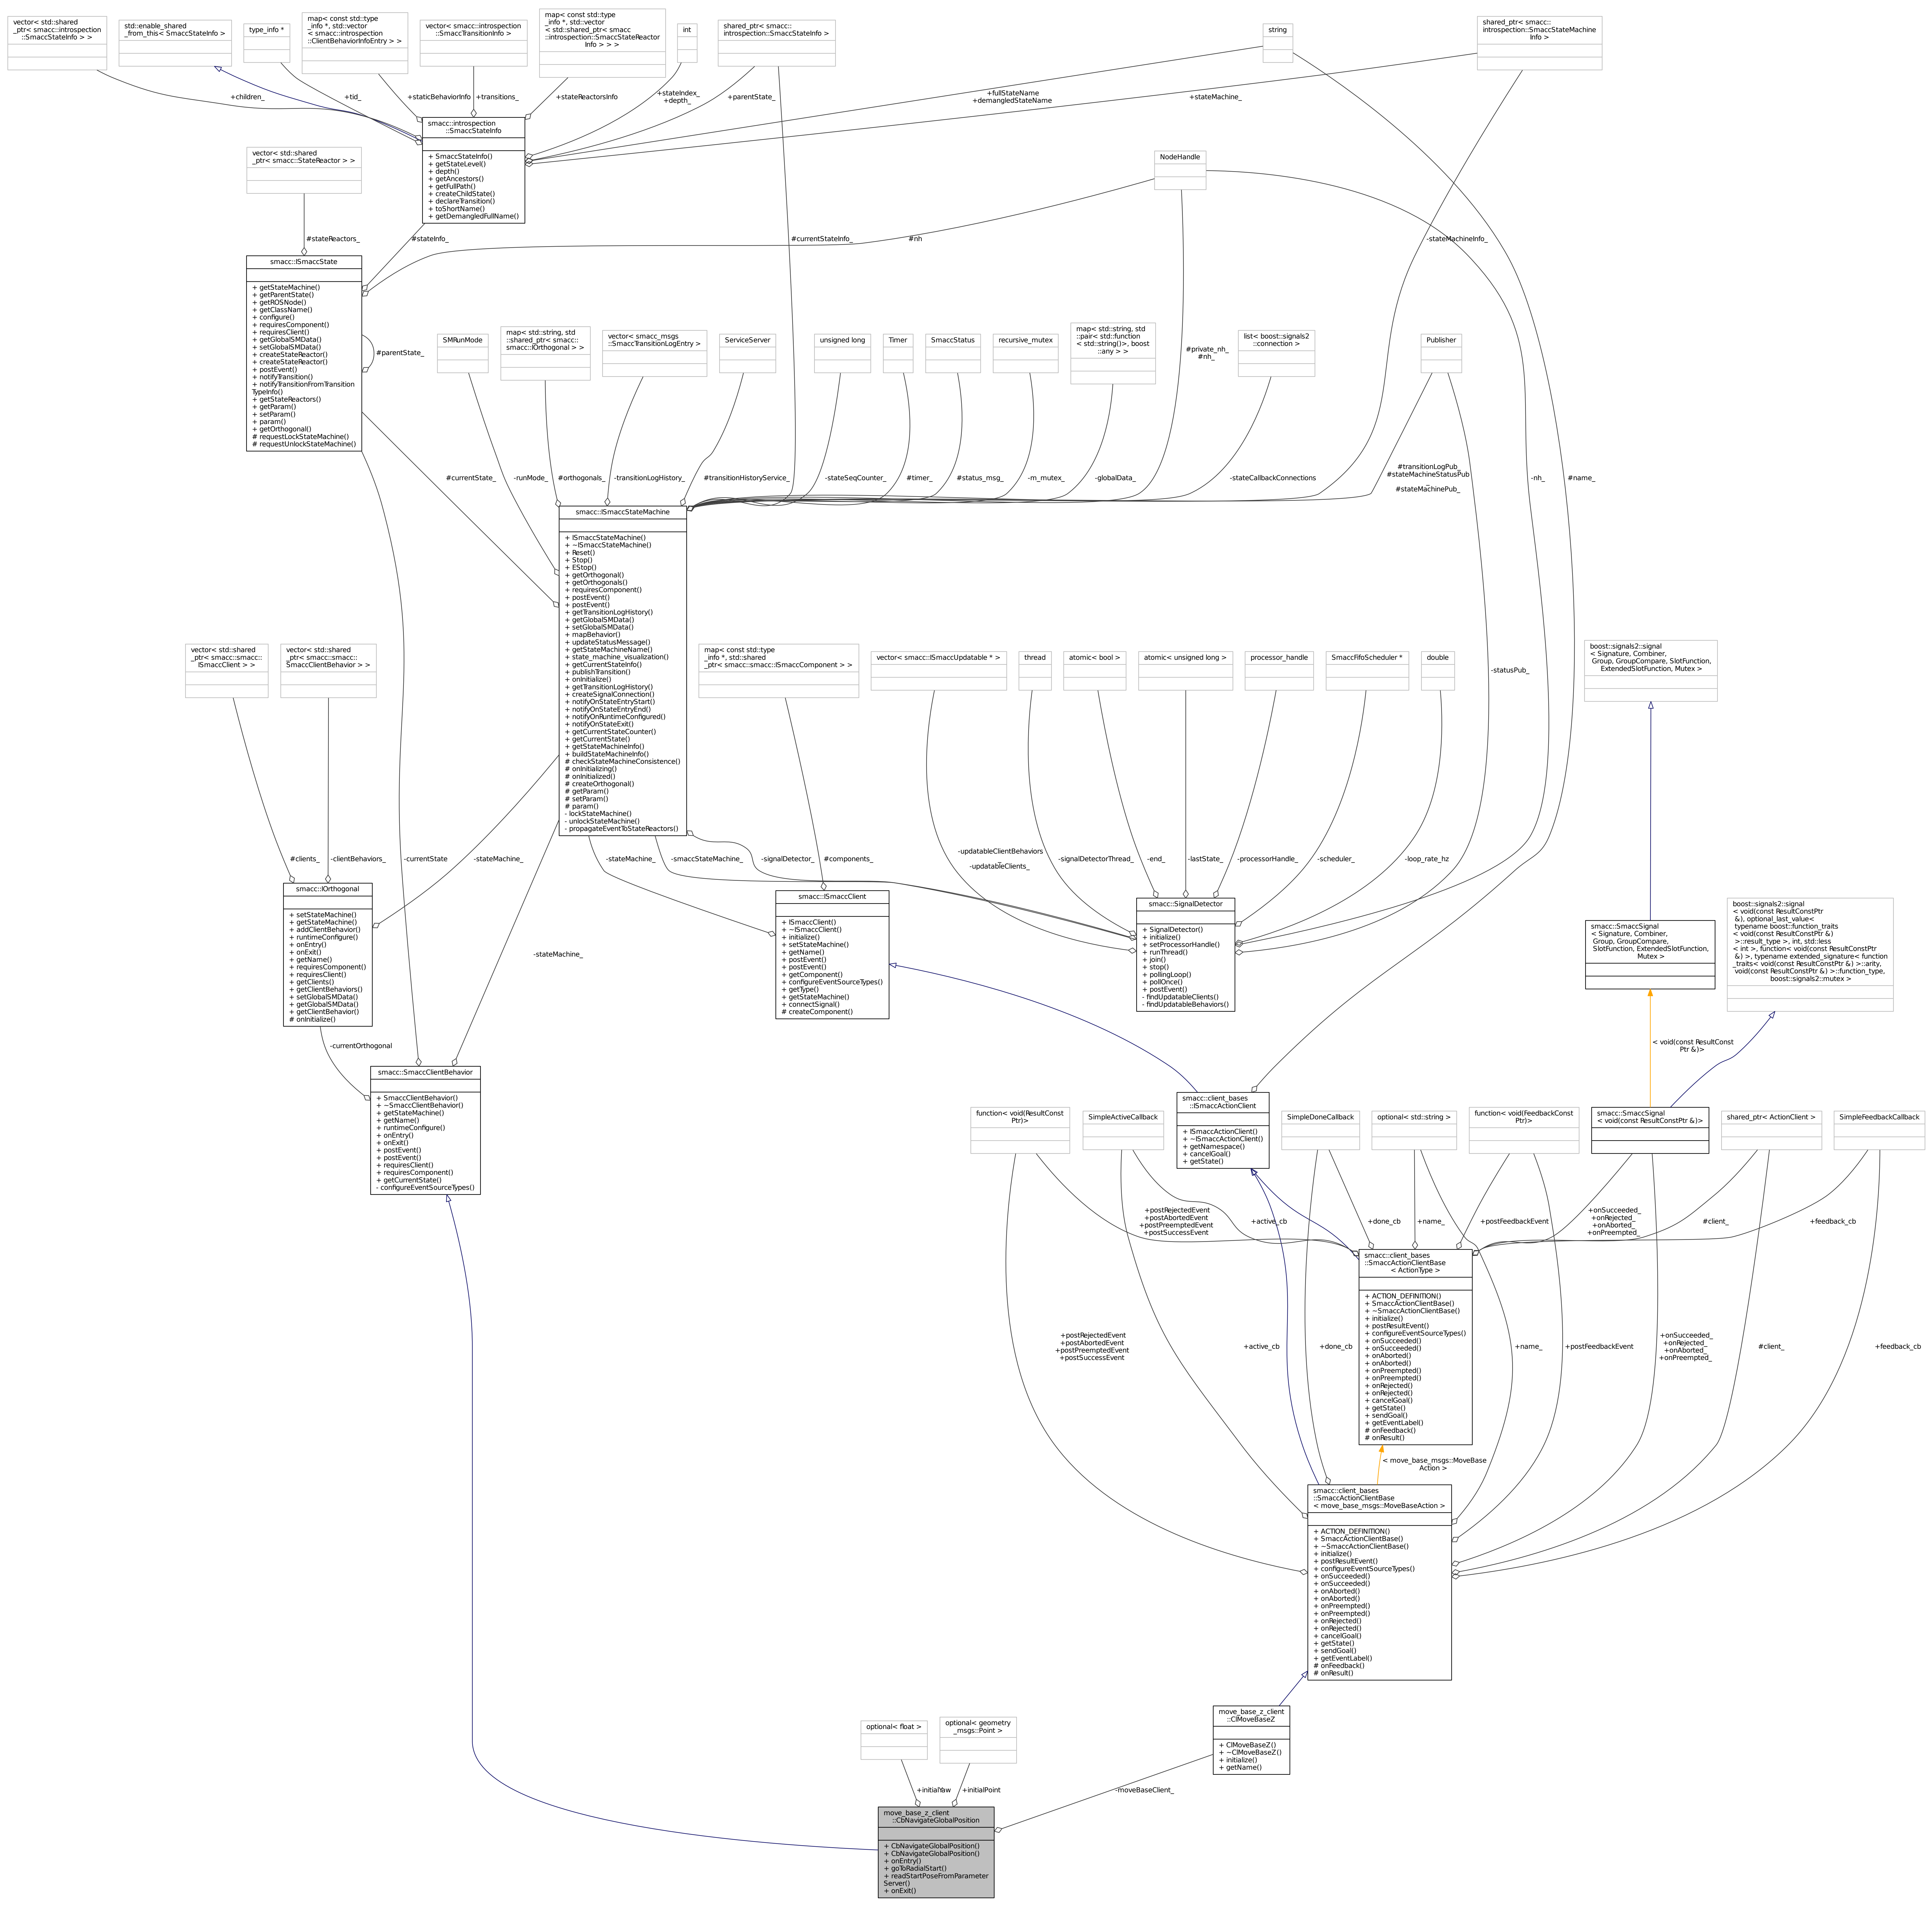 vector< std::shared
_ptr< smacc::introspection
::SmaccStateInfo > >
std::enable_shared
_from_this< SmaccStateInfo >
type_info *
map< const std::type
_info *, std::vector
< smacc::introspection
::ClientBehaviorInfoEntry > >
vector< smacc::introspection
::SmaccTransitionInfo >
map< const std::type
_info *, std::vector
< std::shared_ptr< smacc
::introspection::SmaccStateReactor
Info > > >
int
shared_ptr< smacc::
introspection::SmaccStateInfo >
string
shared_ptr< smacc::
introspection::SmaccStateMachine
Info >
+children_
+tid_
+staticBehaviorInfo
+transitions_
+stateReactorsInfo
+stateIndex_
+depth_
+parentState_
+fullStateName
+demangledStateName
+stateMachine_
smacc::introspection
::SmaccStateInfo
+ SmaccStateInfo()
+ getStateLevel()
+ depth()
+ getAncestors()
+ getFullPath()
+ createChildState()
+ declareTransition()
+ toShortName()
+ getDemangledFullName()
vector< std::shared
_ptr< smacc::StateReactor > >
NodeHandle
#stateReactors_
#stateInfo_
#currentStateInfo_
#nh
-stateMachineInfo_
smacc::ISmaccState
+ getStateMachine()
+ getParentState()
+ getROSNode()
+ getClassName()
+ configure()
+ requiresComponent()
+ requiresClient()
+ getGlobalSMData()
+ setGlobalSMData()
+ createStateReactor()
+ createStateReactor()
+ postEvent()
+ notifyTransition()
+ notifyTransitionFromTransition
TypeInfo()
+ getStateReactors()
+ getParam()
+ setParam()
+ param()
+ getOrthogonal()
# requestLockStateMachine()
# requestUnlockStateMachine()
#parentState_
SMRunMode
map< std::string, std
::shared_ptr< smacc::
smacc::IOrthogonal > >
vector< smacc_msgs
::SmaccTransitionLogEntry >
ServiceServer
unsigned long
Timer
SmaccStatus
recursive_mutex
map< std::string, std
::pair< std::function
< std::string()>, boost
::any > >
#private_nh_
#nh_
list< boost::signals2
::connection >
Publisher
#currentState_
-runMode_
#orthogonals_
-transitionLogHistory_
#transitionHistoryService_
-stateSeqCounter_
#timer_
#status_msg_
-m_mutex_
-globalData_
-stateCallbackConnections
#transitionLogPub_
#stateMachineStatusPub
_
#stateMachinePub_
-nh_
#name_
smacc::ISmaccStateMachine
+ ISmaccStateMachine()
+ ~ISmaccStateMachine()
+ Reset()
+ Stop()
+ EStop()
+ getOrthogonal()
+ getOrthogonals()
+ requiresComponent()
+ postEvent()
+ postEvent()
+ getTransitionLogHistory()
+ getGlobalSMData()
+ setGlobalSMData()
+ mapBehavior()
+ updateStatusMessage()
+ getStateMachineName()
+ state_machine_visualization()
+ getCurrentStateInfo()
+ publishTransition()
+ onInitialize()
+ getTransitionLogHistory()
+ createSignalConnection()
+ notifyOnStateEntryStart()
+ notifyOnStateEntryEnd()
+ notifyOnRuntimeConfigured()
+ notifyOnStateExit()
+ getCurrentStateCounter()
+ getCurrentState()
+ getStateMachineInfo()
+ buildStateMachineInfo()
# checkStateMachineConsistence()
# onInitializing()
# onInitialized()
# createOrthogonal()
# getParam()
# setParam()
# param()
- lockStateMachine()
- unlockStateMachine()
- propagateEventToStateReactors()
vector< std::shared
_ptr< smacc::smacc::
ISmaccClient > >
vector< std::shared
_ptr< smacc::smacc::
SmaccClientBehavior > >
map< const std::type
_info *, std::shared
_ptr< smacc::smacc::ISmaccComponent > >
vector< smacc::ISmaccUpdatable * >
thread
atomic< bool >
atomic< unsigned long >
processor_handle
SmaccFifoScheduler *
double
-statusPub_
boost::signals2::signal
< Signature, Combiner,
Group, GroupCompare, SlotFunction,
ExtendedSlotFunction, Mutex >
#clients_
-clientBehaviors_
-currentState
-stateMachine_
-stateMachine_
-smaccStateMachine_
-signalDetector_
#components_
-updatableClientBehaviors
_
-updatableClients_
-signalDetectorThread_
-end_
-lastState_
-processorHandle_
-scheduler_
-loop_rate_hz
smacc::IOrthogonal
+ setStateMachine()
+ getStateMachine()
+ addClientBehavior()
+ runtimeConfigure()
+ onEntry()
+ onExit()
+ getName()
+ requiresComponent()
+ requiresClient()
+ getClients()
+ getClientBehaviors()
+ setGlobalSMData()
+ getGlobalSMData()
+ getClientBehavior()
# onInitialize()
-stateMachine_
smacc::ISmaccClient
+ ISmaccClient()
+ ~ISmaccClient()
+ initialize()
+ setStateMachine()
+ getName()
+ postEvent()
+ postEvent()
+ getComponent()
+ configureEventSourceTypes()
+ getType()
+ getStateMachine()
+ connectSignal()
# createComponent()
smacc::SignalDetector
+ SignalDetector()
+ initialize()
+ setProcessorHandle()
+ runThread()
+ join()
+ stop()
+ pollingLoop()
+ pollOnce()
+ postEvent()
- findUpdatableClients()
- findUpdatableBehaviors()
smacc::SmaccSignal
< Signature, Combiner,
Group, GroupCompare,
SlotFunction, ExtendedSlotFunction,
Mutex >
boost::signals2::signal
< void(const ResultConstPtr
&), optional_last_value<
typename boost::function_traits
< void(const ResultConstPtr &)
>::result_type >, int, std::less
< int >, function< void(const ResultConstPtr
&) >, typename extended_signature< function
_traits< void(const ResultConstPtr &) >::arity,
void(const ResultConstPtr &) >::function_type,
boost::signals2::mutex >
-currentOrthogonal
< void(const ResultConst
Ptr &)>
smacc::SmaccClientBehavior
+ SmaccClientBehavior()
+ ~SmaccClientBehavior()
+ getStateMachine()
+ getName()
+ runtimeConfigure()
+ onEntry()
+ onExit()
+ postEvent()
+ postEvent()
+ requiresClient()
+ requiresComponent()
+ getCurrentState()
- configureEventSourceTypes()
function< void(ResultConst
Ptr)>
SimpleActiveCallback
smacc::client_bases
::ISmaccActionClient
+ ISmaccActionClient()
+ ~ISmaccActionClient()
+ getNamespace()
+ cancelGoal()
+ getState()
SimpleDoneCallback
optional< std::string >
function< void(FeedbackConst
Ptr)>
smacc::SmaccSignal
< void(const ResultConstPtr &)>
shared_ptr< ActionClient >
SimpleFeedbackCallback
+postRejectedEvent
+postAbortedEvent
+postPreemptedEvent
+postSuccessEvent
+active_cb
+done_cb
+name_
+postFeedbackEvent
+onSucceeded_
+onRejected_
+onAborted_
+onPreempted_
#client_
+feedback_cb
smacc::client_bases
::SmaccActionClientBase
< ActionType >
+ ACTION_DEFINITION()
+ SmaccActionClientBase()
+ ~SmaccActionClientBase()
+ initialize()
+ postResultEvent()
+ configureEventSourceTypes()
+ onSucceeded()
+ onSucceeded()
+ onAborted()
+ onAborted()
+ onPreempted()
+ onPreempted()
+ onRejected()
+ onRejected()
+ cancelGoal()
+ getState()
+ sendGoal()
+ getEventLabel()
# onFeedback()
# onResult()
+postRejectedEvent
+postAbortedEvent
+postPreemptedEvent
+postSuccessEvent
+active_cb
+done_cb
+name_
+postFeedbackEvent
+onSucceeded_
+onRejected_
+onAborted_
+onPreempted_
#client_
+feedback_cb
< move_base_msgs::MoveBase
Action >
smacc::client_bases
::SmaccActionClientBase
< move_base_msgs::MoveBaseAction >
+ ACTION_DEFINITION()
+ SmaccActionClientBase()
+ ~SmaccActionClientBase()
+ initialize()
+ postResultEvent()
+ configureEventSourceTypes()
+ onSucceeded()
+ onSucceeded()
+ onAborted()
+ onAborted()
+ onPreempted()
+ onPreempted()
+ onRejected()
+ onRejected()
+ cancelGoal()
+ getState()
+ sendGoal()
+ getEventLabel()
# onFeedback()
# onResult()
optional< float >
optional< geometry
_msgs::Point >
move_base_z_client
::ClMoveBaseZ
+ ClMoveBaseZ()
+ ~ClMoveBaseZ()
+ initialize()
+ getName()
+initialYaw
+initialPoint
-moveBaseClient_
move_base_z_client
::CbNavigateGlobalPosition
+ CbNavigateGlobalPosition()
+ CbNavigateGlobalPosition()
+ onEntry()
+ goToRadialStart()
+ readStartPoseFromParameter
Server()
+ onExit()